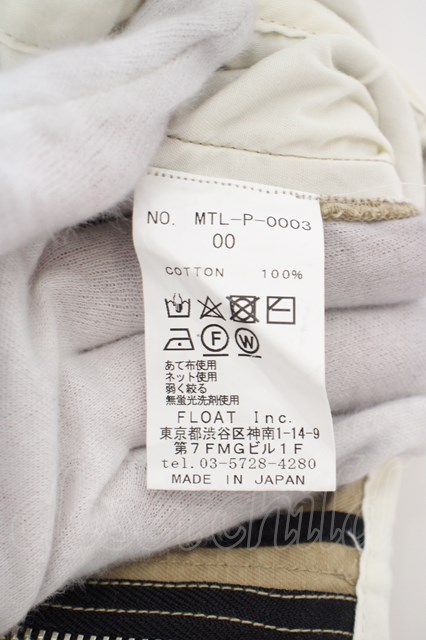 NO. MTL-P-0003
00
COTTON 100%
F W
あて布使用
ネット使用
弱く絞る
無蛍光洗剤使用
FLOAT Inc.
東京都渋谷区神南1-14-9
第7FMGビル1F
tel.03-5728-4280
MADE IN JAPAN